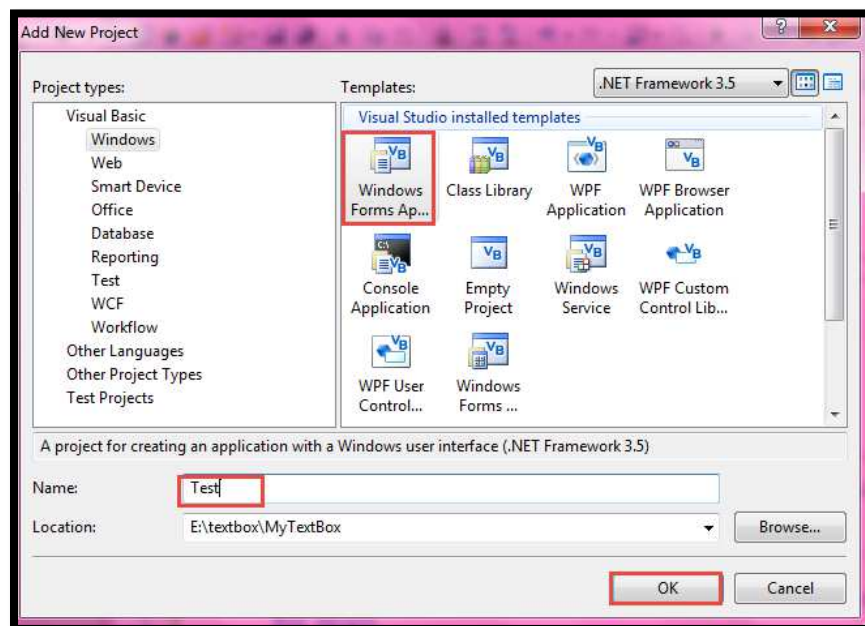 Add New Project
Project types:
Templates:
.NET Framework 3.5
Visual Basic
Windows
Web
Smart Device
Office
Database
Reporting
Test
WCF
Workflow
Other Languages
Other Project Types
Test Projects
Visual Studio installed templates
Windows Forms Ap...
Class Library
WPF Application
WPF Browser Application
Console Application
Empty Project
Windows Service
WPF Custom Control Lib...
WPF User Control...
Windows Forms ...
A project for creating an application with a Windows user interface (.NET Framework 3.5)
Name:
Test
Location:
E:\textbox\MyTextBox
Browse...
OK
Cancel